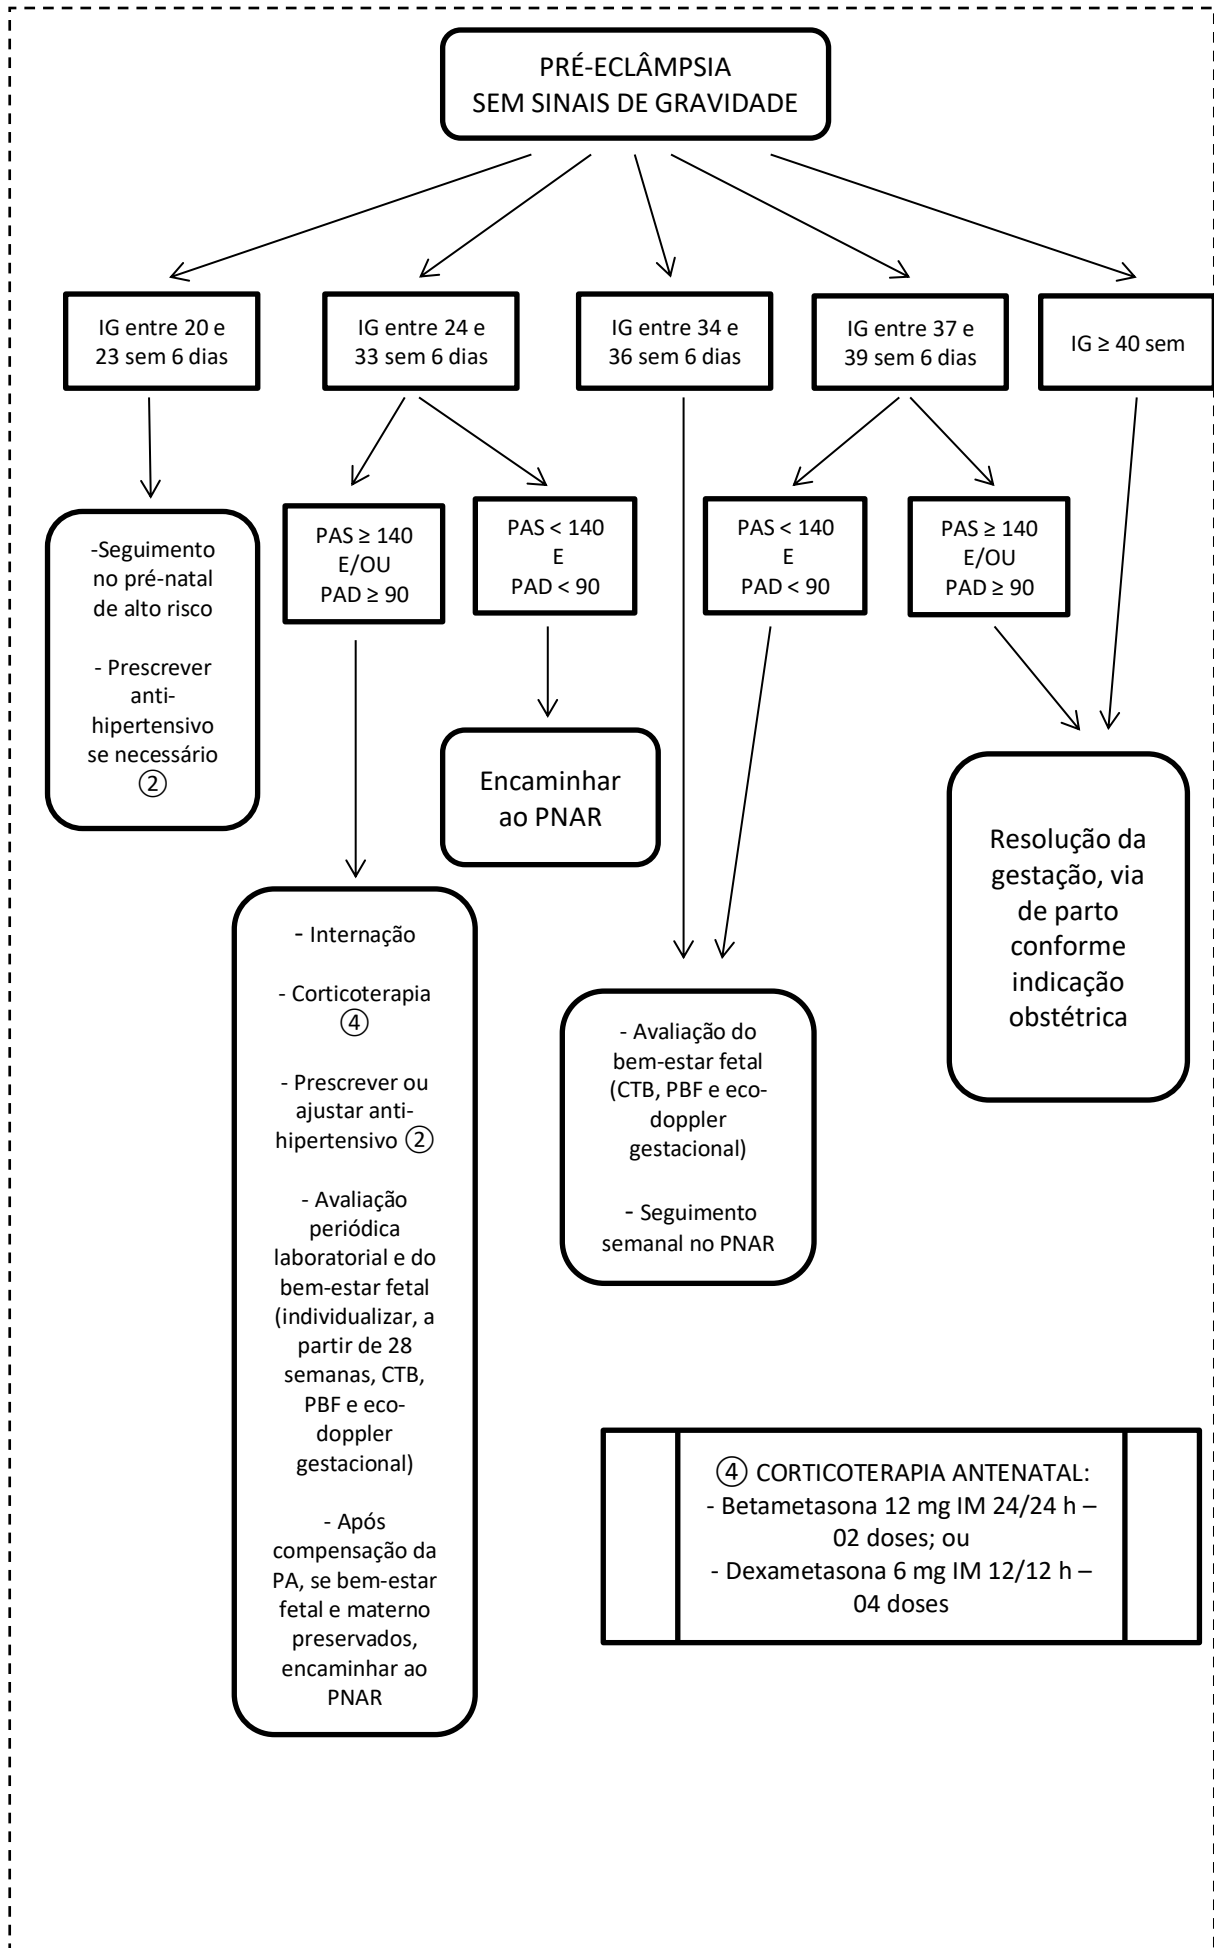 PRÉ-ECLÂMPSIA
SEM SINAIS DE GRAVIDADE
IG entre 20 e
23 sem 6 dias
IG entre 24 e
33 sem 6 dias
IG entre 34 e
36 sem 6 dias
IG entre 37 e
39 sem 6 dias
IG ≥ 40 sem
-Seguimento
no pré-natal
de alto risco
- Prescrever
anti-
hipertensivo
se necessário
②
PAS ≥ 140
E/OU
PAD ≥ 90
PAS < 140
E
PAD < 90
PAS < 140
E
PAD < 90
PAS ≥ 140
E/OU
PAD ≥ 90
Encaminhar
ao PNAR
Resolução da
gestação, via
de parto
conforme
indicação
obstétrica
- Internação
- Corticoterapia
④
- Prescrever ou
ajustar anti-
hipertensivo ②
- Avaliação
periódica
laboratorial e do
bem-estar fetal
(individualizar, a
partir de 28
semanas, CTB,
PBF e eco-
doppler
gestacional)
- Após
compensação da
PA, se bem-estar
fetal e materno
preservados,
encaminhar ao
PNAR
- Avaliação do
bem-estar fetal
(CTB, PBF e eco-
doppler
gestacional)
- Seguimento
semanal no PNAR
④ CORTICOTERAPIA ANTENATAL:
- Betametasona 12 mg IM 24/24 h –
02 doses; ou
- Dexametasona 6 mg IM 12/12 h –
04 doses